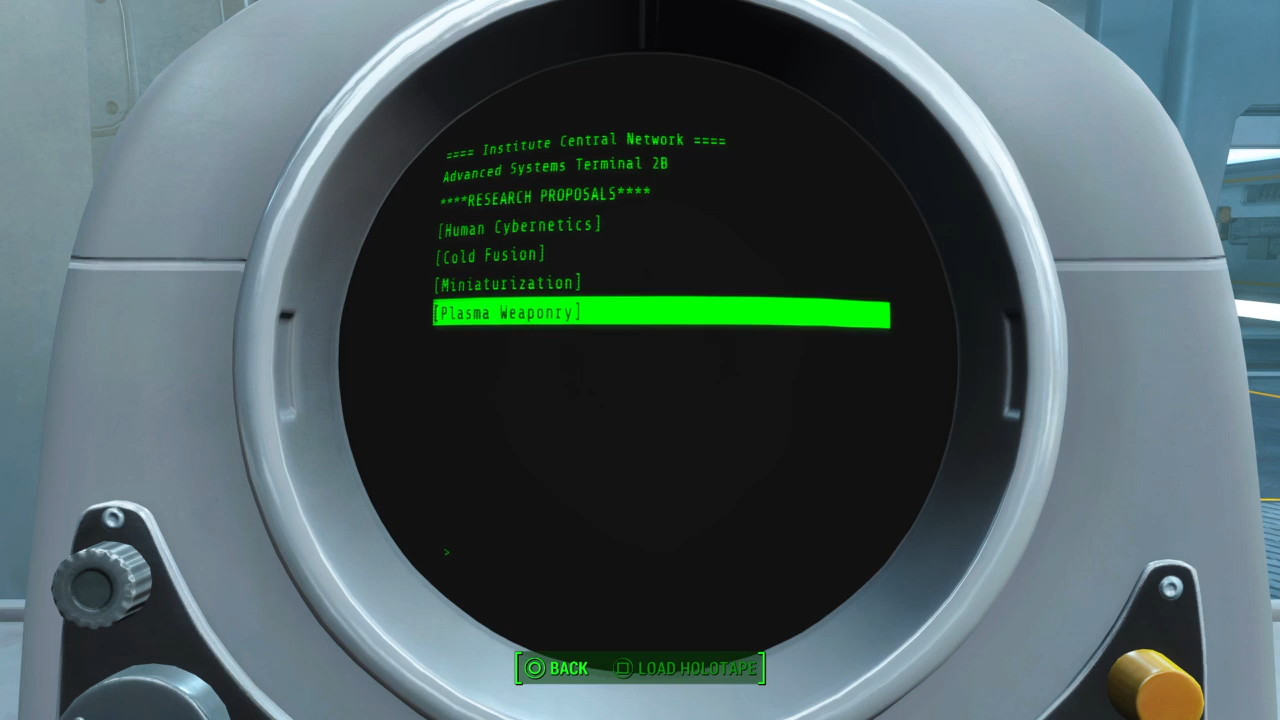 ==== Institute Central Network ====
Advanced Systems Terminal 2B
****RESEARCH PROPOSALS****
[Human Cybernetics]
[Cold Fusion]
[Miniaturization]
[Plasma Weaponry]
>
BACK LOAD HOLOTAPE